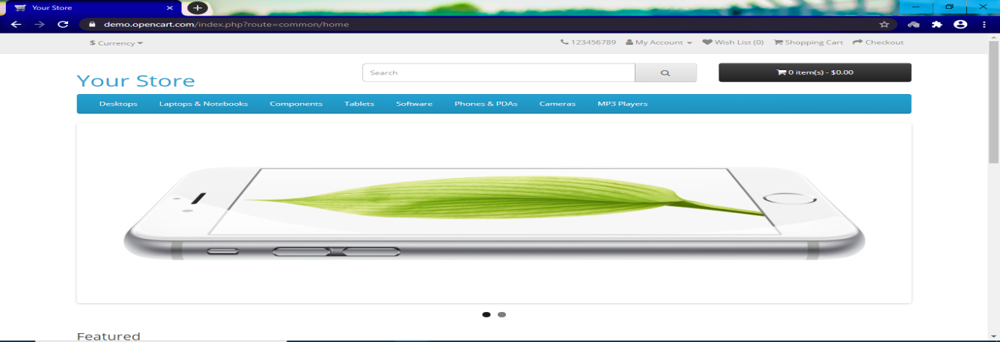 Your Store
demo.opencart.com/index.php?route=common/home
$ Currency
123456789 My Account Wish List (0) Shopping Cart Checkout
Your Store
Search
0 item(s) - $0.00
Desktops Laptops & Notebooks Components Tablets Software Phones & PDAs Cameras MP3 Players
Featured